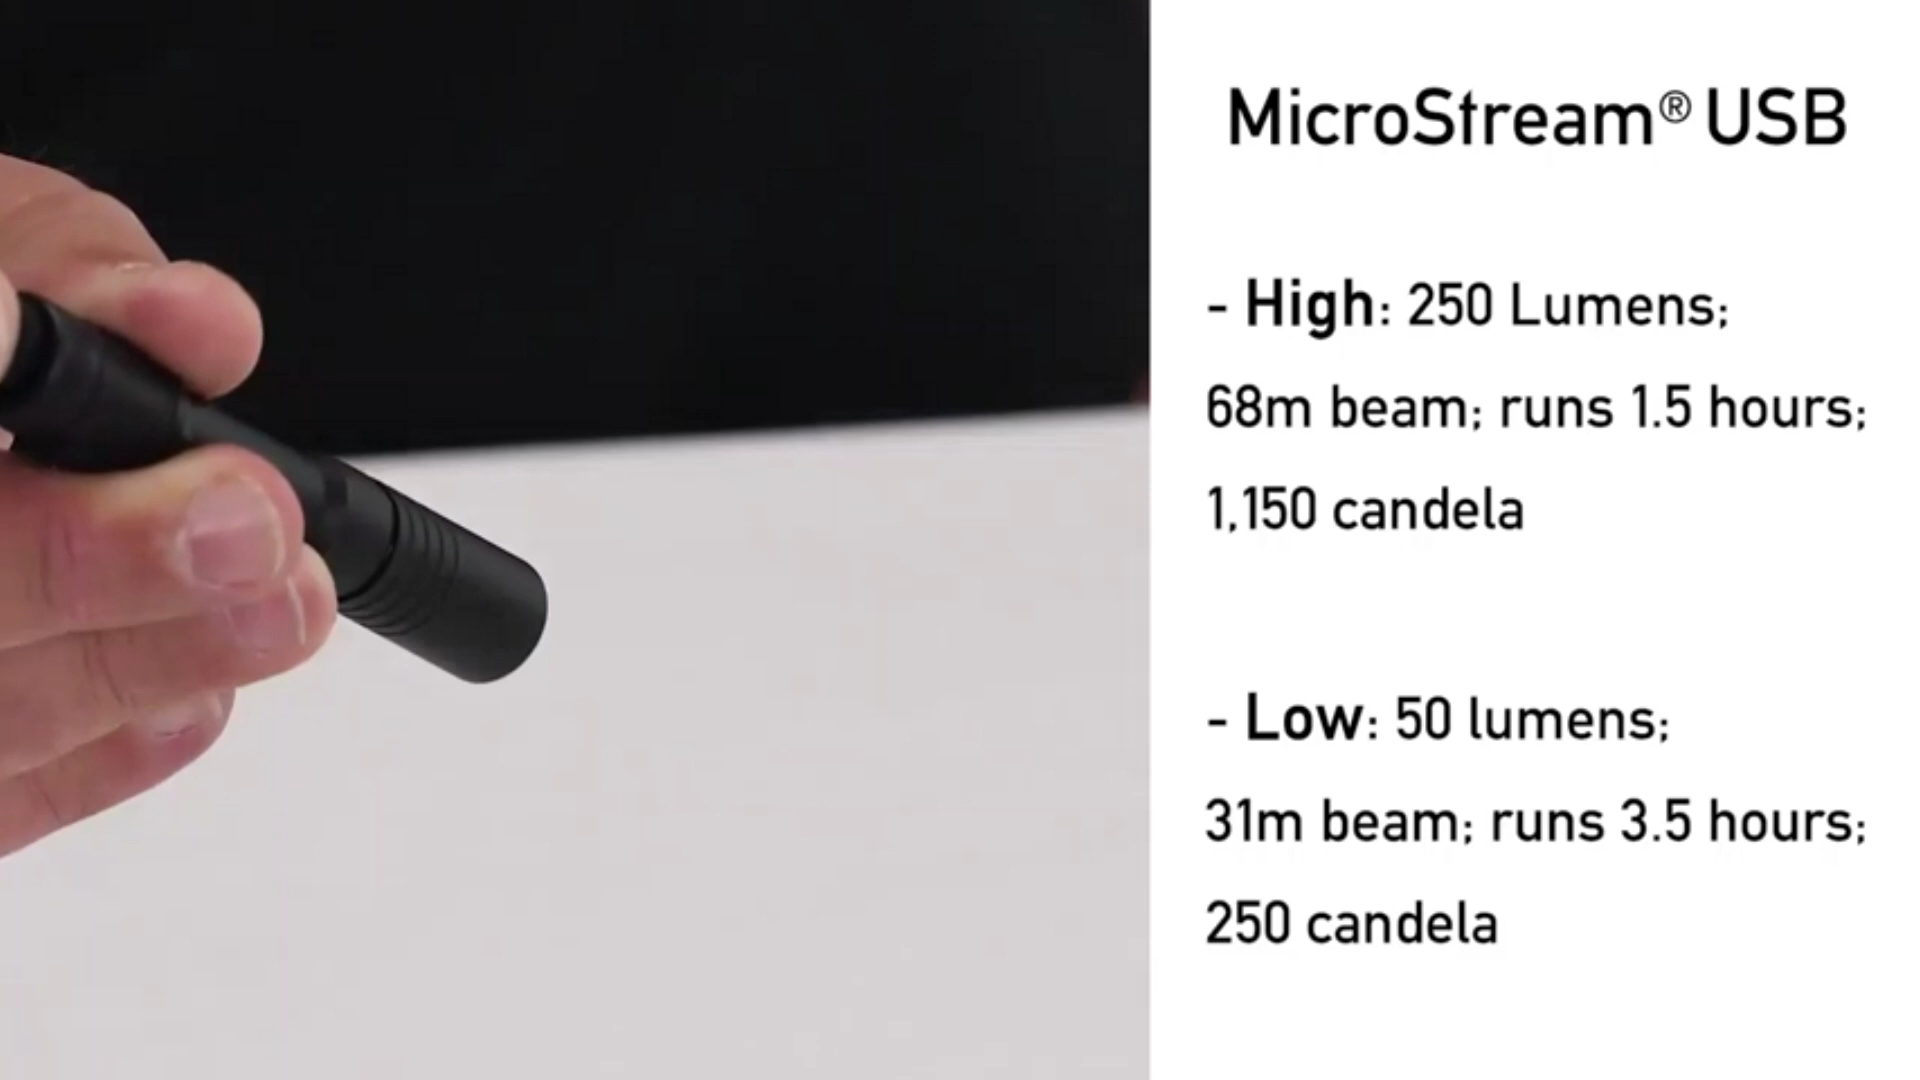 MicroStream® USB
- High: 250 Lumens;
68m beam; runs 1.5 hours;
1,150 candela
- Low: 50 lumens;
31m beam; runs 3.5 hours;
250 candela